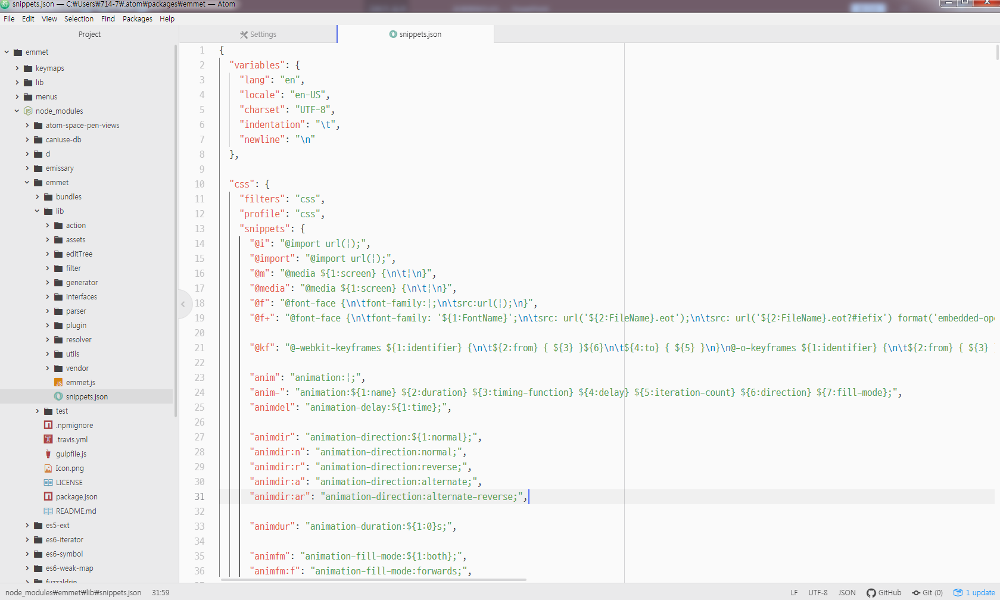 snippets.json — C:₩Users₩714-7₩.atom₩packages₩emmet — Atom
File Edit View Selection Find Packages Help
Project
emmet
keymaps
lib
menus
node_modules
atom-space-pen-views
caniuse-db
d
emissary
emmet
bundles
lib
action
assets
editTree
filter
generator
interfaces
parser
plugin
resolver
utils
vendor
emmet.js
snippets.json
test
.npmignore
.travis.yml
gulpfile.js
Icon.png
LICENSE
package.json
README.md
es5-ext
es6-iterator
es6-symbol
es6-weak-map
fuzzaldrin
Settings snippets.json
1 {
2 "variables": {
3 "lang": "en",
4 "locale": "en-US",
5 "charset": "UTF-8",
6 "indentation": "\t",
7 "newline": "\n"
8 },
9
10 "css": {
11 "filters": "css",
12 "profile": "css",
13 "snippets": {
14 "@i": "@import url(|);",
15 "@import": "@import url(|);",
16 "@m": "@media ${1:screen} {\n\t|\n}",
17 "@media": "@media ${1:screen} {\n\t|\n}",
18 "@f": "@font-face {\n\tfont-family:|;\n\tsrc:url(|);\n}",
19 "@f+": "@font-face {\n\tfont-family: '${1:FontName}';\n\tsrc: url('${2:FileName}.eot');\n\tsrc: url('${2:FileName}.eot?#iefix') format('embedded-op
20
21 "@kf": "@-webkit-keyframes ${1:identifier} {\n\t${2:from} { ${3} }${6}\n\t${4:to} { ${5} }\n}\n@-o-keyframes ${1:identifier} {\n\t${2:from} { ${3} }
22
23 "anim": "animation:|;",
24 "anim-": "animation:${1:name} ${2:duration} ${3:timing-function} ${4:delay} ${5:iteration-count} ${6:direction} ${7:fill-mode};",
25 "animdel": "animation-delay:${1:time};",
26
27 "animdir": "animation-direction:${1:normal};",
28 "animdir:n": "animation-direction:normal;",
29 "animdir:r": "animation-direction:reverse;",
30 "animdir:a": "animation-direction:alternate;",
31 "animdir:ar": "animation-direction:alternate-reverse;",
32
33 "animdur": "animation-duration:${1:0}s;",
34
35 "animfm": "animation-fill-mode:${1:both};",
36 "animfm:f": "animation-fill-mode:forwards;",
node_modules₩emmet₩lib₩snippets.json 31:59 LF UTF-8 JSON GitHub Git (0) 1 update